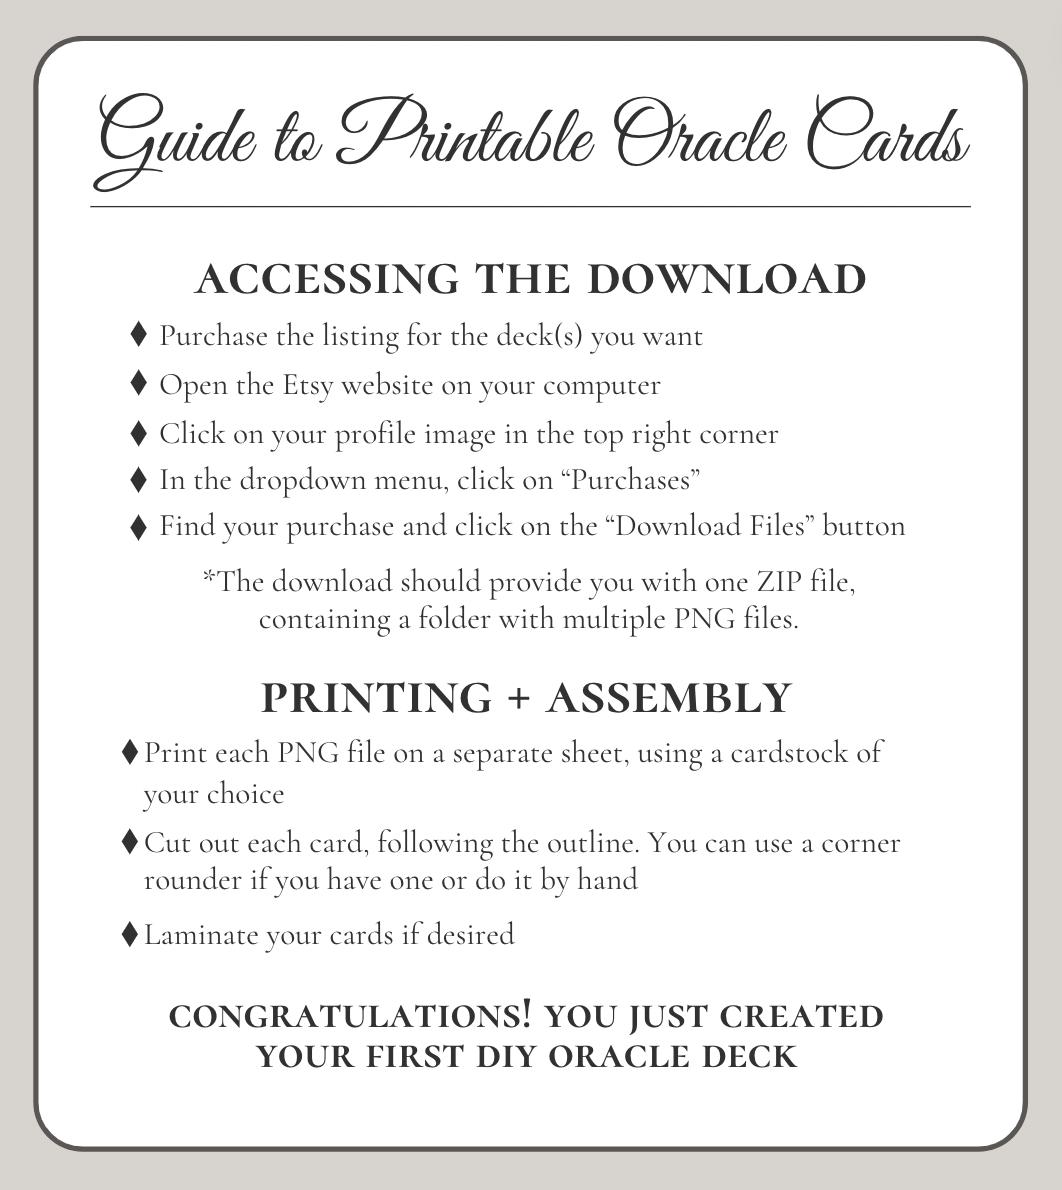 Guide to Printable Oracle Cards
ACCESSING THE DOWNLOAD
♦ Purchase the listing for the deck(s) you want
♦ Open the Etsy website on your computer
♦ Click on your profile image in the top right corner
♦ In the dropdown menu, click on “Purchases”
♦ Find your purchase and click on the “Download Files” button
*The download should provide you with one ZIP file,
containing a folder with multiple PNG files.
PRINTING + ASSEMBLY
♦ Print each PNG file on a separate sheet, using a cardstock of
your choice
♦ Cut out each card, following the outline. You can use a corner
rounder if you have one or do it by hand
♦ Laminate your cards if desired
CONGRATULATIONS! YOU JUST CREATED
YOUR FIRST DIY ORACLE DECK